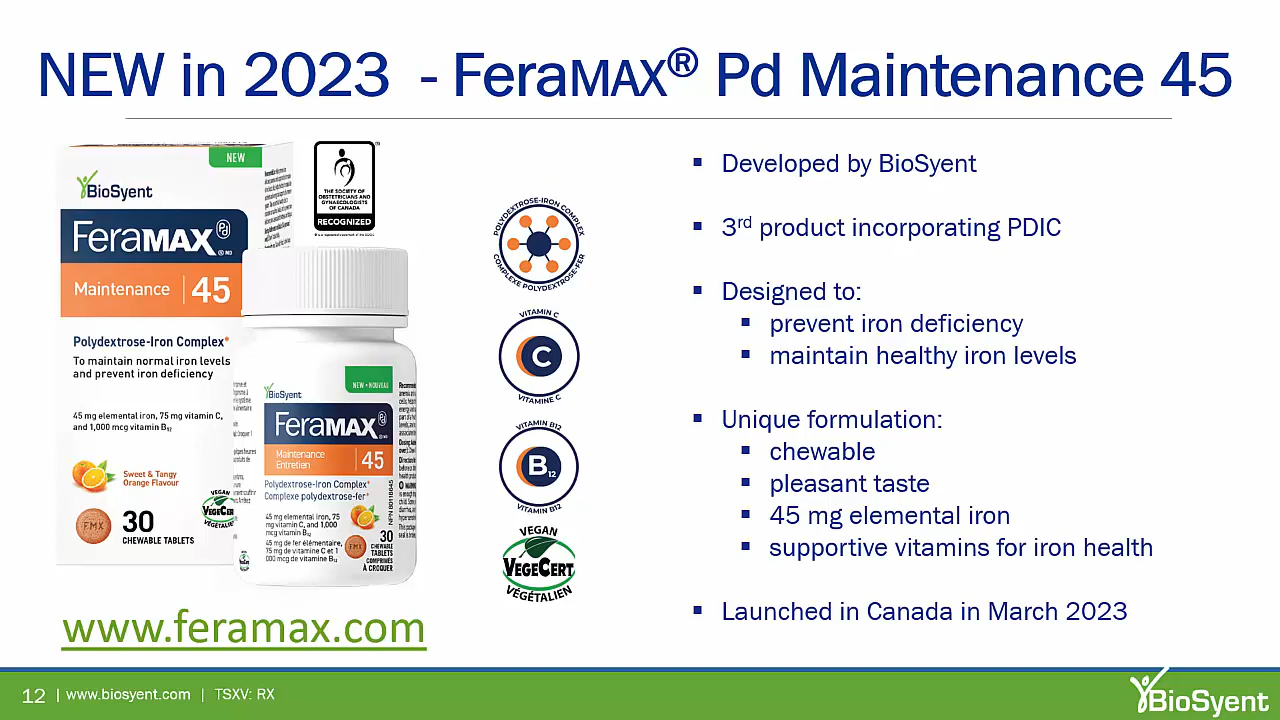 NEW in 2023 - FeraMAX® Pd Maintenance 45
NEW
BioSyent
FeraMAX® Pd
MD
Maintenance 45
Polydextrose-Iron Complex*
To maintain normal iron levels
and prevent iron deficiency
45 mg elemental iron, 75 mg vitamin C,
and 1,000 mcg vitamin B12
Sweet & Tangy
Orange Flavour
VEGAN
VEGECERT
FMX
30
CHEWABLE TABLETS
THE SOCIETY OF
OBSTETRICIANS AND
GYNAECOLOGISTS
OF CANADA
RECOGNIZED
NEW • NOUVEAU
BioSyent
FeraMAX® Pd
MD
Maintenance
Entretien
45
Polydextrose-Iron Complex*
Complexe polydextrose-fer*
45 mg elemental iron, 75
mg vitamin C, and 1,000
mcg vitamin B12
45 mg de fer élémentaire,
75 mg de vitamine C et 1
000 mcg de vitamine B12
FMX
30
CHEWABLE
TABLETS
COMPRIMÉS
À CROQUER
NPN 80118645
POLYDEXTROSE-IRON COMPLEX
COMPLEXE POLYDEXTROSE-FER
VITAMIN C
C
VITAMINE C
VITAMIN B12
B12
VITAMIN B12
VEGAN
VEGECERT
VÉGÉTALIEN
www.feramax.com
▪ Developed by BioSyent
▪ 3rd product incorporating PDIC
▪ Designed to:
▪ prevent iron deficiency
▪ maintain healthy iron levels
▪ Unique formulation:
▪ chewable
▪ pleasant taste
▪ 45 mg elemental iron
▪ supportive vitamins for iron health
▪ Launched in Canada in March 2023
12 | www.biosyent.com | TSXV: RX
BioSyent